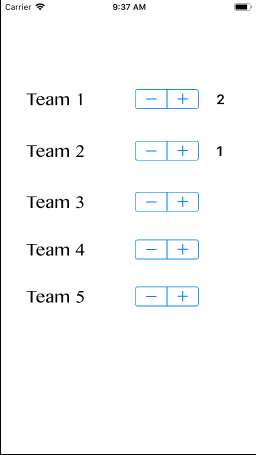 Carrier 9:37 AM
Team 1 − + 2
Team 2 − + 1
Team 3 − +
Team 4 − +
Team 5 − +